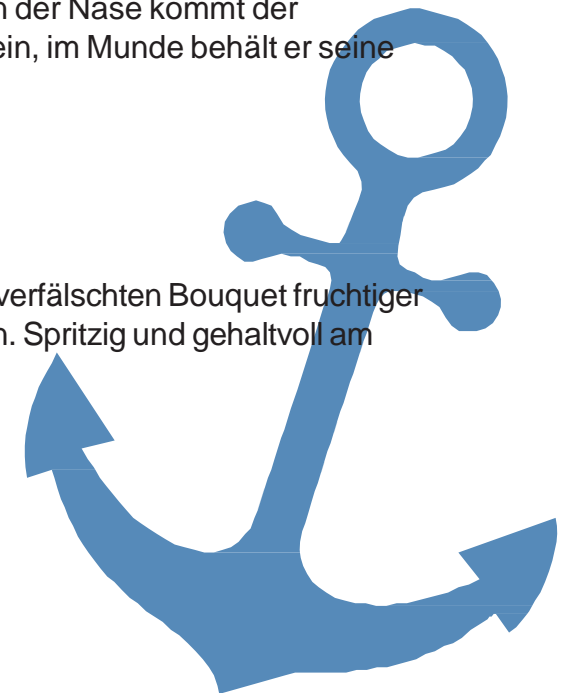 der Nase kommt der
ein, im Munde behält er seine
verfälschten Bouquet fruchtiger
Spritzig und gehaltvoll am